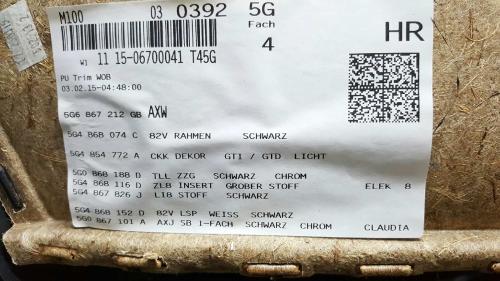 M100 03 0392 5G
Fach
4
HR
W1 11 15-06700041 T45G
PU Trim WOB
03.02.15-04:48:00
5G6 867 212 GB AXW
5G4 868 074 C 82V RAHMEN SCHWARZ
5G4 854 772 A CKK DEKOR GTI / GTD LICHT
5G0 868 188 D TLL ZZG SCHWARZ CHROM
5G4 868 116 D ZLB INSERT GROBER STOFF ELEK 8
5G4 867 826 J LIB STOFF SCHWARZ
5G4 868 152 D 82V LSP WEISS SCHWARZ
5G0 867 101 A AXJ SB 1-FACH SCHWARZ CHROM CLAUDIA